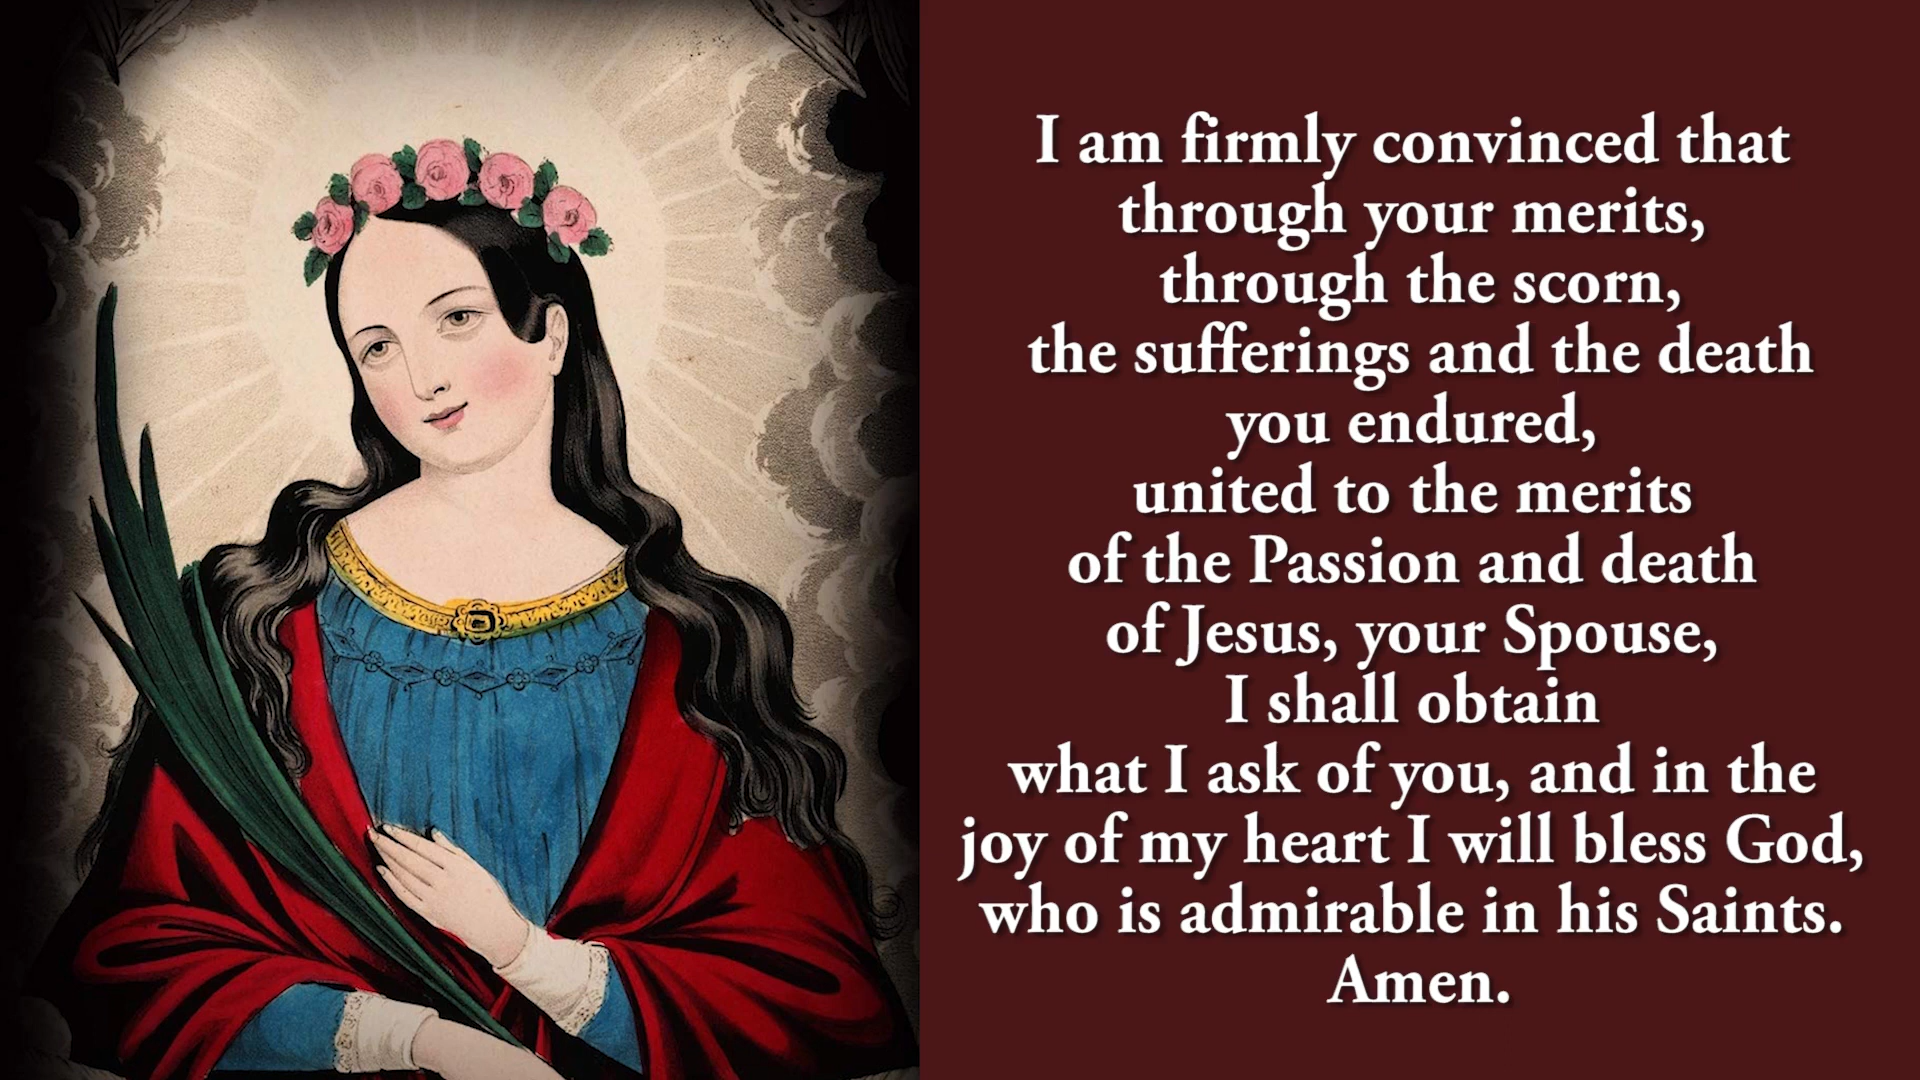 I am firmly convinced that
through your merits,
through the scorn,
the sufferings and the death
you endured,
united to the merits
of the Passion and death
of Jesus, your Spouse,
I shall obtain
what I ask of you, and in the
joy of my heart I will bless God,
who is admirable in his Saints.
Amen.